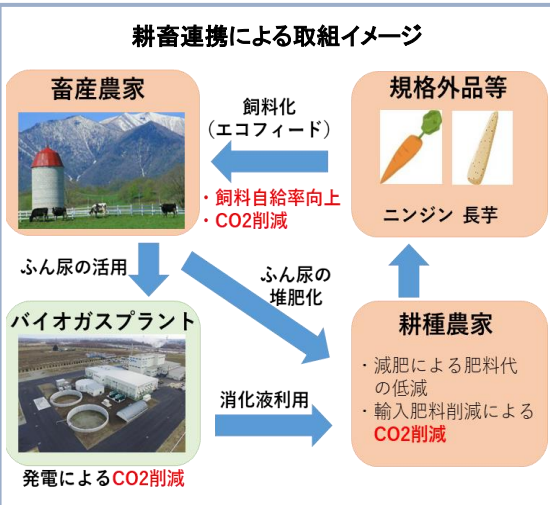 耕畜連携による取組イメージ
畜産農家
飼料化
（エコフィード）
・飼料自給率向上
・CO2削減
規格外品等
ニンジン 長芋
ふん尿の活用
ふん尿の
堆肥化
バイオガスプラント
発電によるCO2削減
消化液利用
耕種農家
・減肥による肥料代
の低減
・輸入肥料削減による
CO2削減